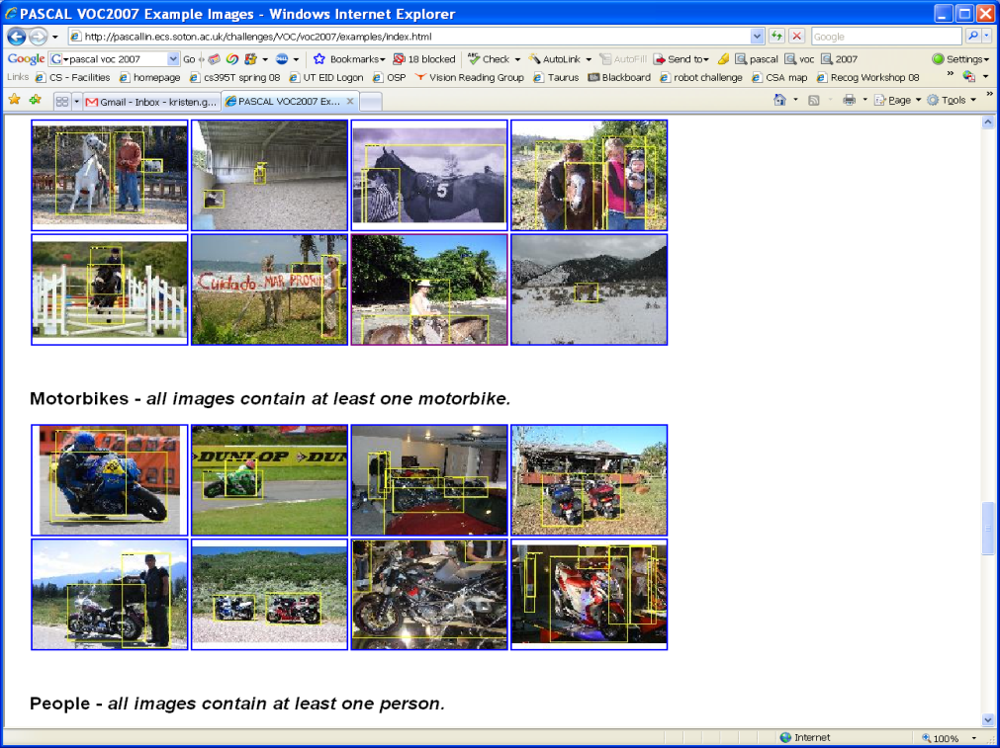 PASCAL VOC2007 Example Images - Windows Internet Explorer
http://pascallin.ecs.soton.ac.uk/challenges/VOC/voc2007/examples/index.html
Google
Google pascal voc 2007 Go Bookmarks 18 blocked Check AutoLink AutoFill Send to pascal voc 2007 Settings
Links CS - Facilities homepage cs395T spring 08 UT EID Logon OSP Vision Reading Group Taurus Blackboard robot challenge CSA map Recog Workshop 08
Gmail - Inbox - kristen.g... PASCAL VOC2007 Ex... Page Tools
5
Cuidado-MAR
Motorbikes - all images contain at least one motorbike.
DUNLOP
People - all images contain at least one person.
Internet 100%